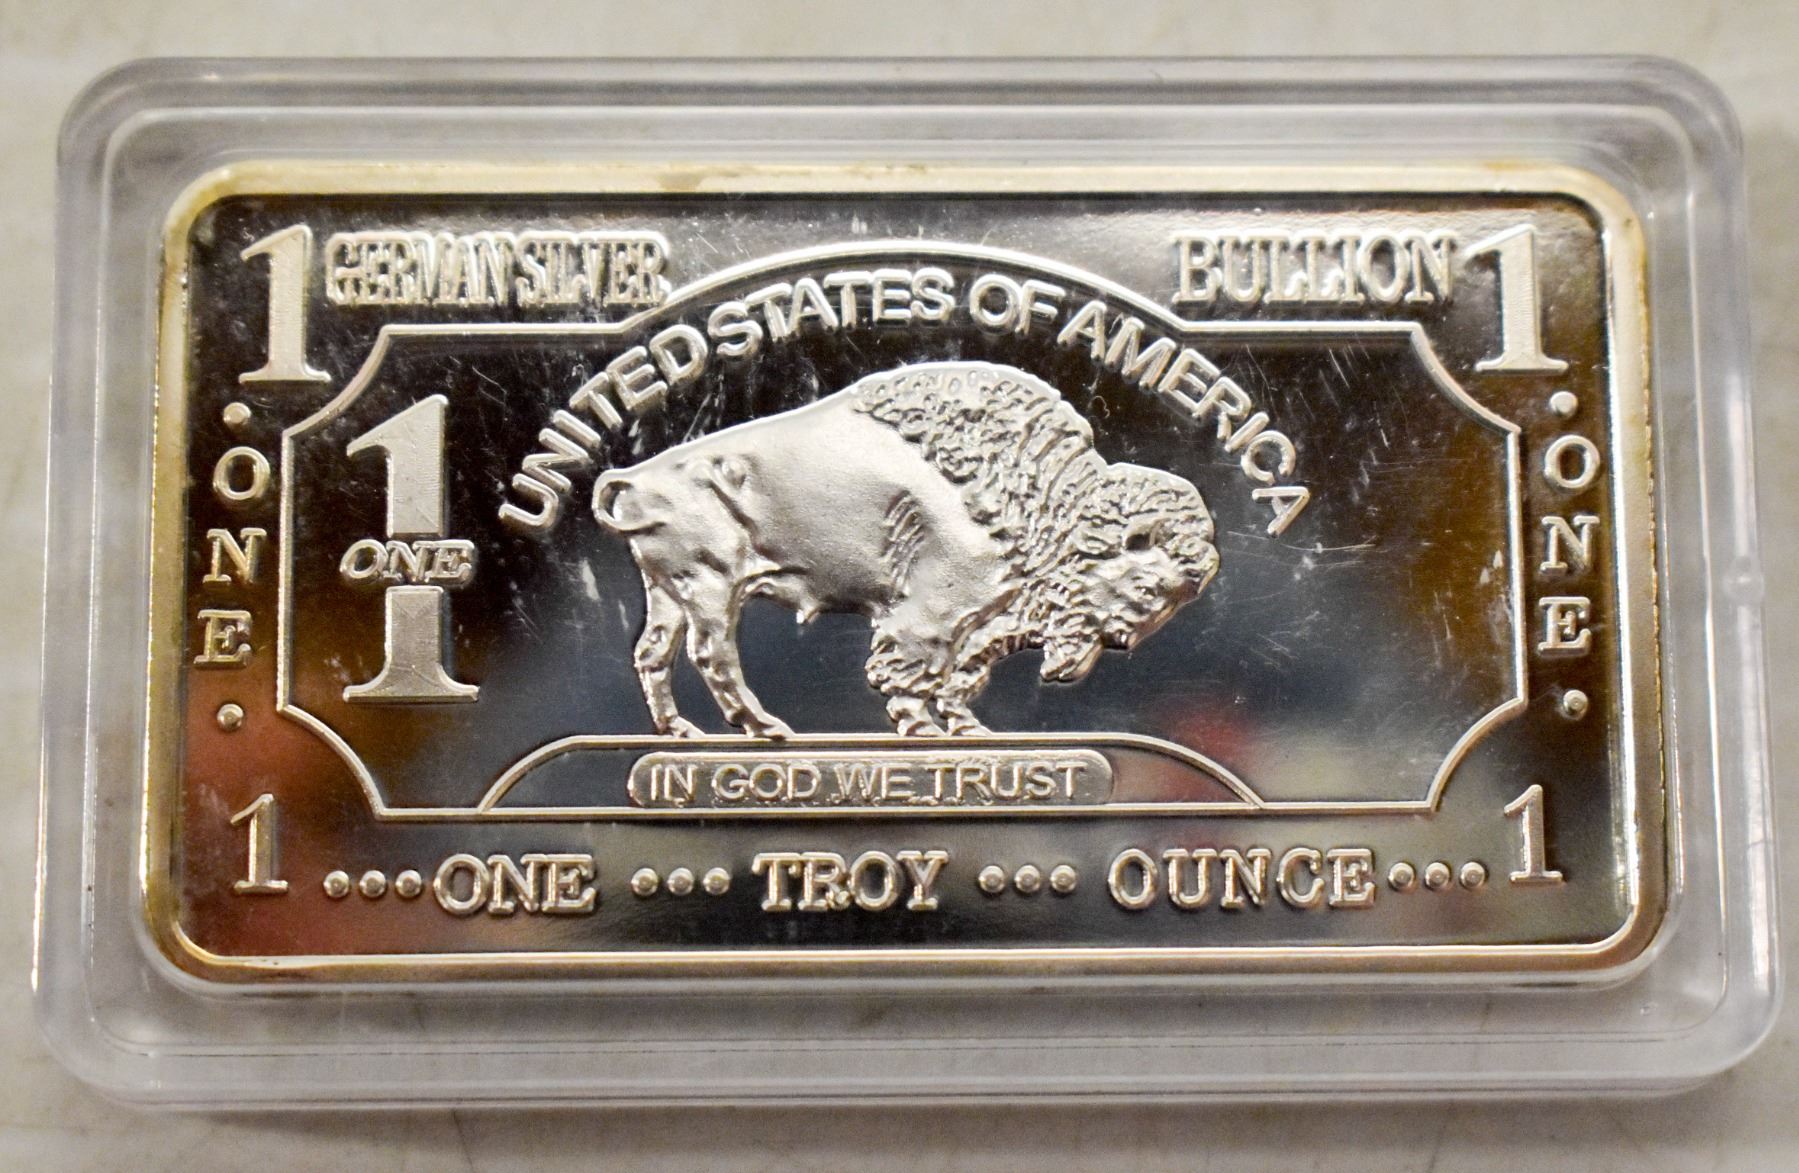 1 GERMAN SILVER BULLION 1
UNITED STATES OF AMERICA
1
ONE
. ONE .
. ONE .
IN GOD WE TRUST
1 ...ONE ... TROY ... OUNCE... 1